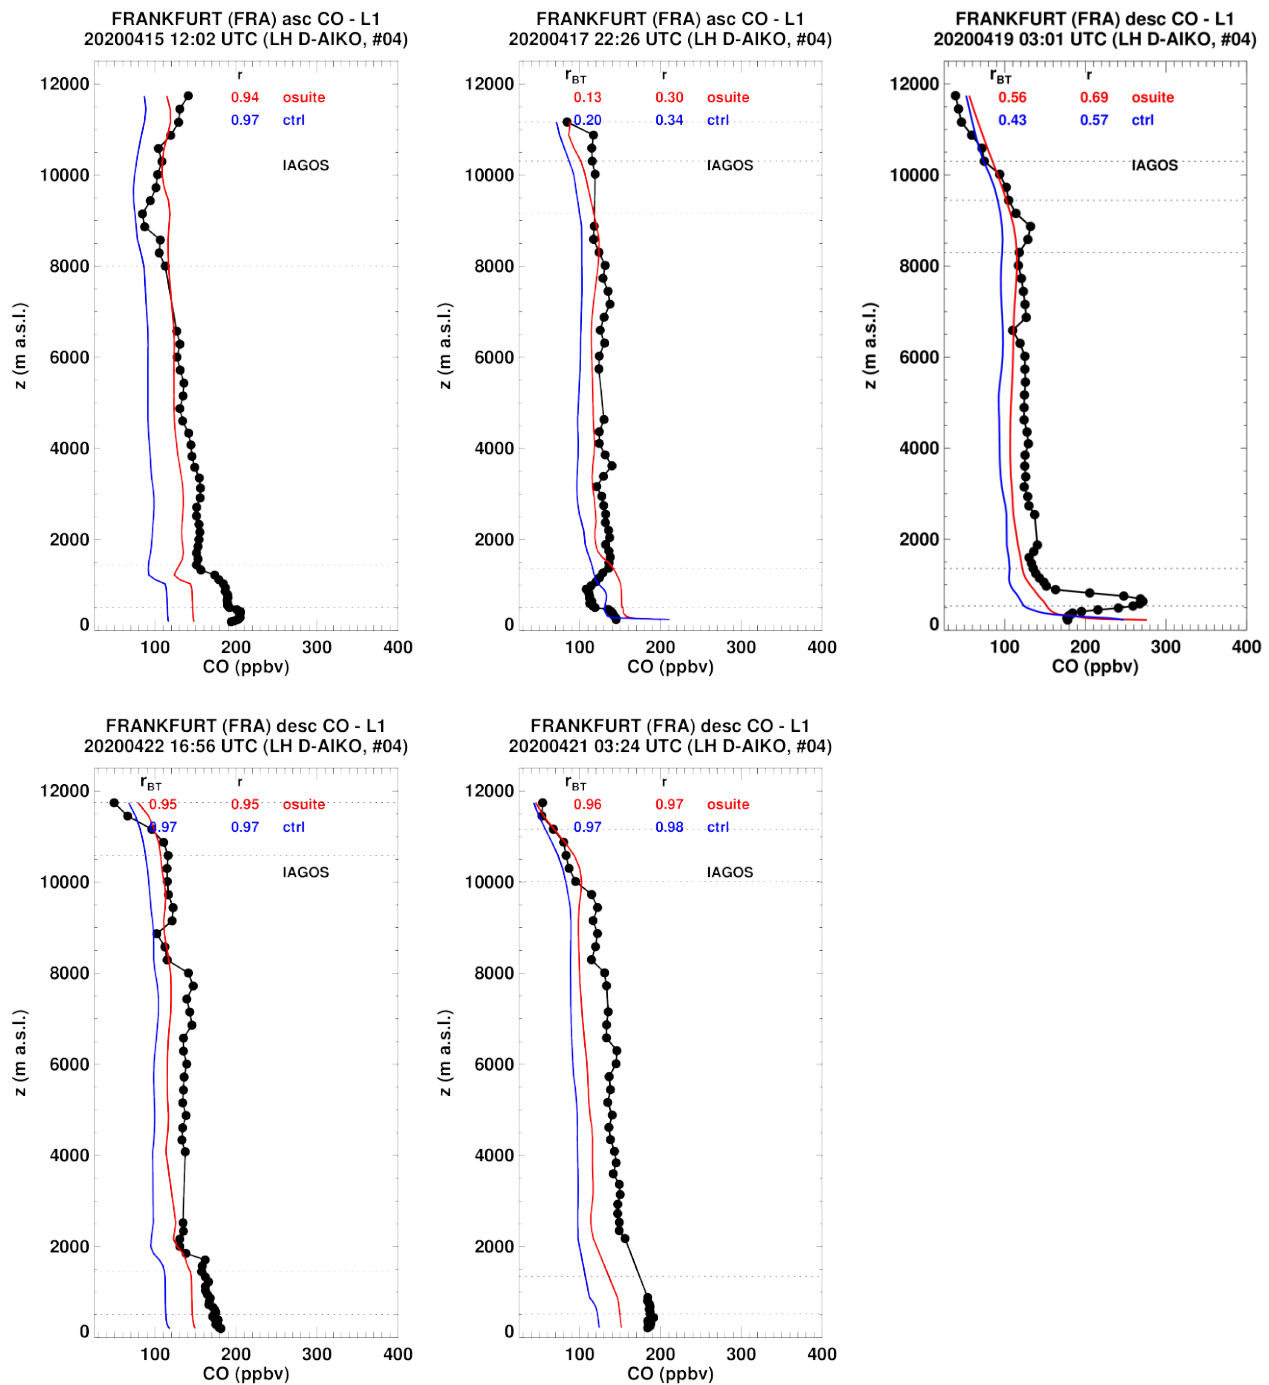 FRANKFURT (FRA) asc CO - L1
20200415 12:02 UTC (LH D-AIKO, #04)
r
0.94 osuite
0.97 ctrl
IAGOS
12000
10000
8000
6000
4000
2000
0
z (m a.s.l.)
100 200 300 400
CO (ppbv)
FRANKFURT (FRA) asc CO - L1
20200417 22:26 UTC (LH D-AIKO, #04)
rBT r
0.13 0.30 osuite
0.20 0.34 ctrl
IAGOS
12000
10000
8000
6000
4000
2000
0
z (m a.s.l.)
100 200 300 400
CO (ppbv)
FRANKFURT (FRA) desc CO - L1
20200419 03:01 UTC (LH D-AIKO, #04)
rBT r
0.56 0.69 osuite
0.43 0.57 ctrl
IAGOS
12000
10000
8000
6000
4000
2000
0
z (m a.s.l.)
100 200 300 400
CO (ppbv)
FRANKFURT (FRA) desc CO - L1
20200422 16:56 UTC (LH D-AIKO, #04)
rBT r
0.95 0.95 osuite
0.97 0.97 ctrl
IAGOS
12000
10000
8000
6000
4000
2000
0
z (m a.s.l.)
100 200 300 400
CO (ppbv)
FRANKFURT (FRA) desc CO - L1
20200421 03:24 UTC (LH D-AIKO, #04)
rBT r
0.96 0.97 osuite
0.97 0.98 ctrl
IAGOS
12000
10000
8000
6000
4000
2000
0
z (m a.s.l.)
100 200 300 400
CO (ppbv)